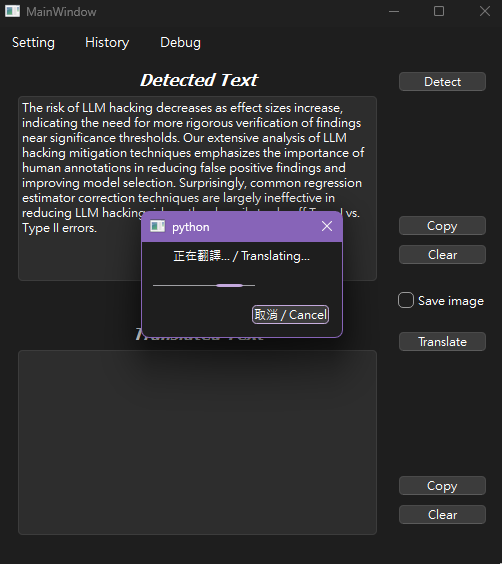 MainWindow
Setting History Debug
Detected Text
Detect
The risk of LLM hacking decreases as effect sizes increase,
indicating the need for more rigorous verification of findings
near significance thresholds. Our extensive analysis of LLM
hacking mitigation techniques emphasizes the importance of
human annotations in reducing false positive findings and
improving model selection. Surprisingly, common regression
estimator correction techniques are largely ineffective in
reducing LLM hacking vs.
Type II errors.
Copy
Clear
python
正在翻譯... / Translating...
取消 / Cancel
Save image
Translated Text
Translate
Copy
Clear